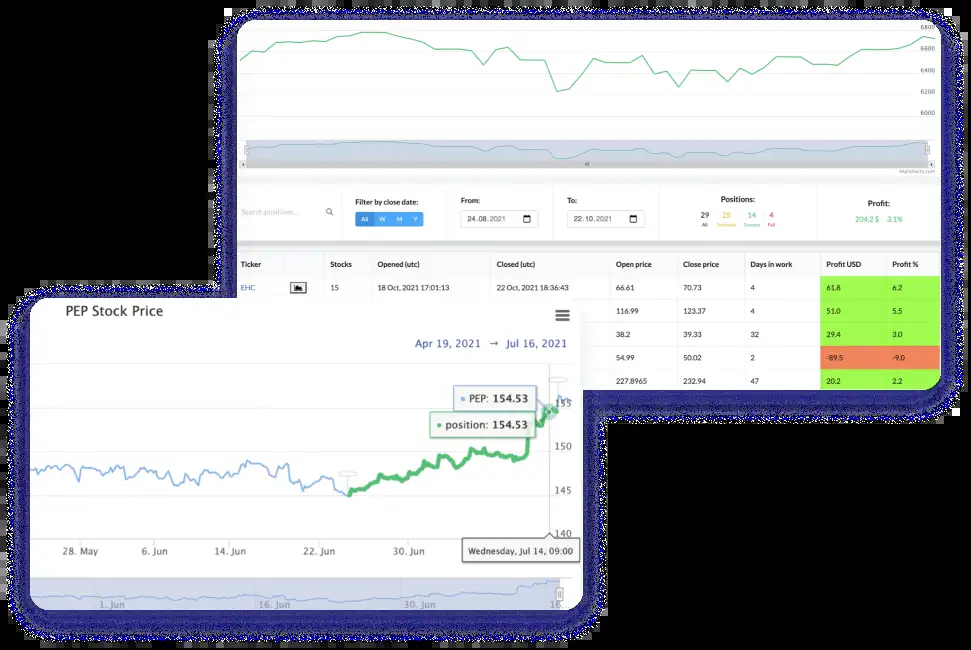 6800
6600
6400
6200
6000
Highcharts.com
Search positions...
Filter by close date:
All W M Y
From:
24.08.2021
To:
22.10.2021
Positions:
29 25 14 4
All Success Fail
Profit:
204.2 $ 3.1%
Ticker Stocks Opened (utc) Closed (utc) Open price Close price Days in work Profit USD Profit %
EHC 15 18 Oct, 2021 17:01:13 22 Oct, 2021 18:36:43 66.61 70.73 4 61.8 6.2
116.99 123.37 4 51.0 5.5
38.2 39.33 32 29.4 3.0
54.99 50.02 2 -89.5 -9.0
227.8965 232.94 47 20.2 2.2
PEP Stock Price
Apr 19, 2021 → Jul 16, 2021
PEP: 154.53
position: 154.53
155
150
145
140
28. May 6. Jun 14. Jun 22. Jun 30. Jun
Wednesday, Jul 14, 09:00
1. Jun 16. Jun 30. Jun 16